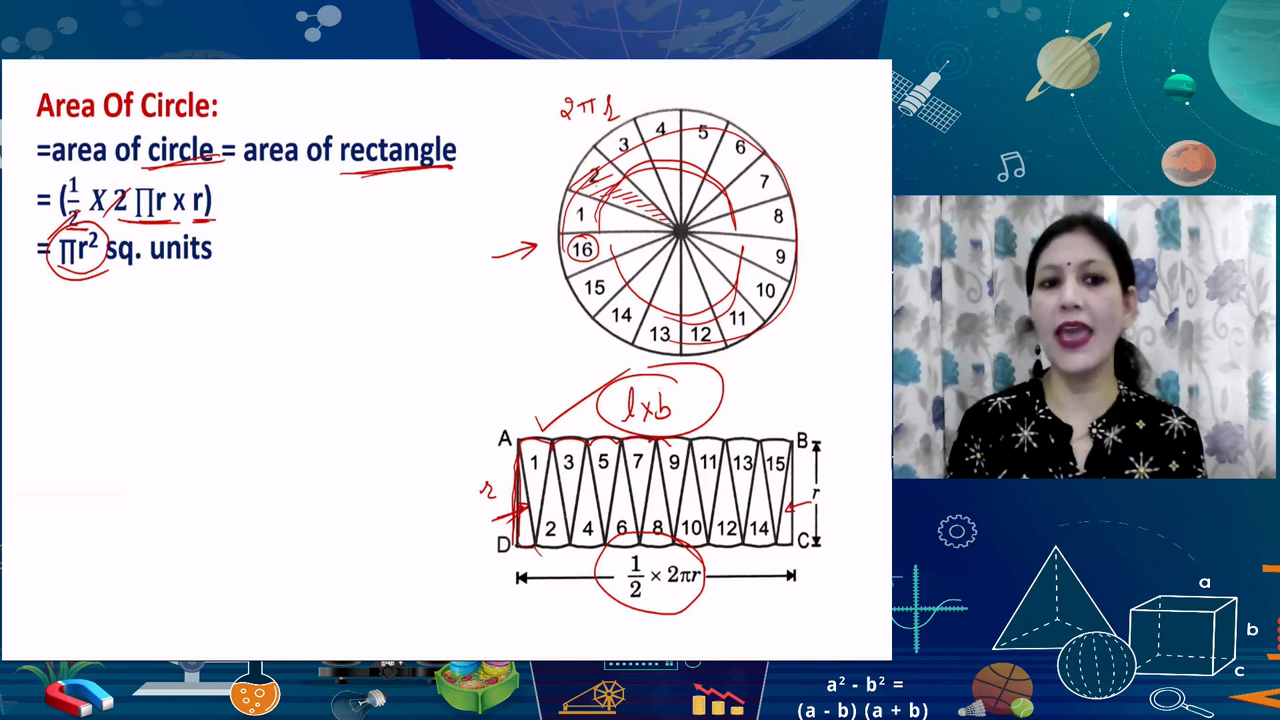 Area Of Circle:
=area of circle = area of rectangle
= (1/2 X 2 ∏r x r)
= ∏r² sq. units
2πr
1
2
3
4
5
6
7
8
9
10
11
12
13
14
15
16
l×b
A
B
1 3 5 7 9 11 13 15
r
r
2 4 6 8 10 12 14
D
C
1/2 × 2πr
a
b
c
a² - b² =
(a - b) (a + b)